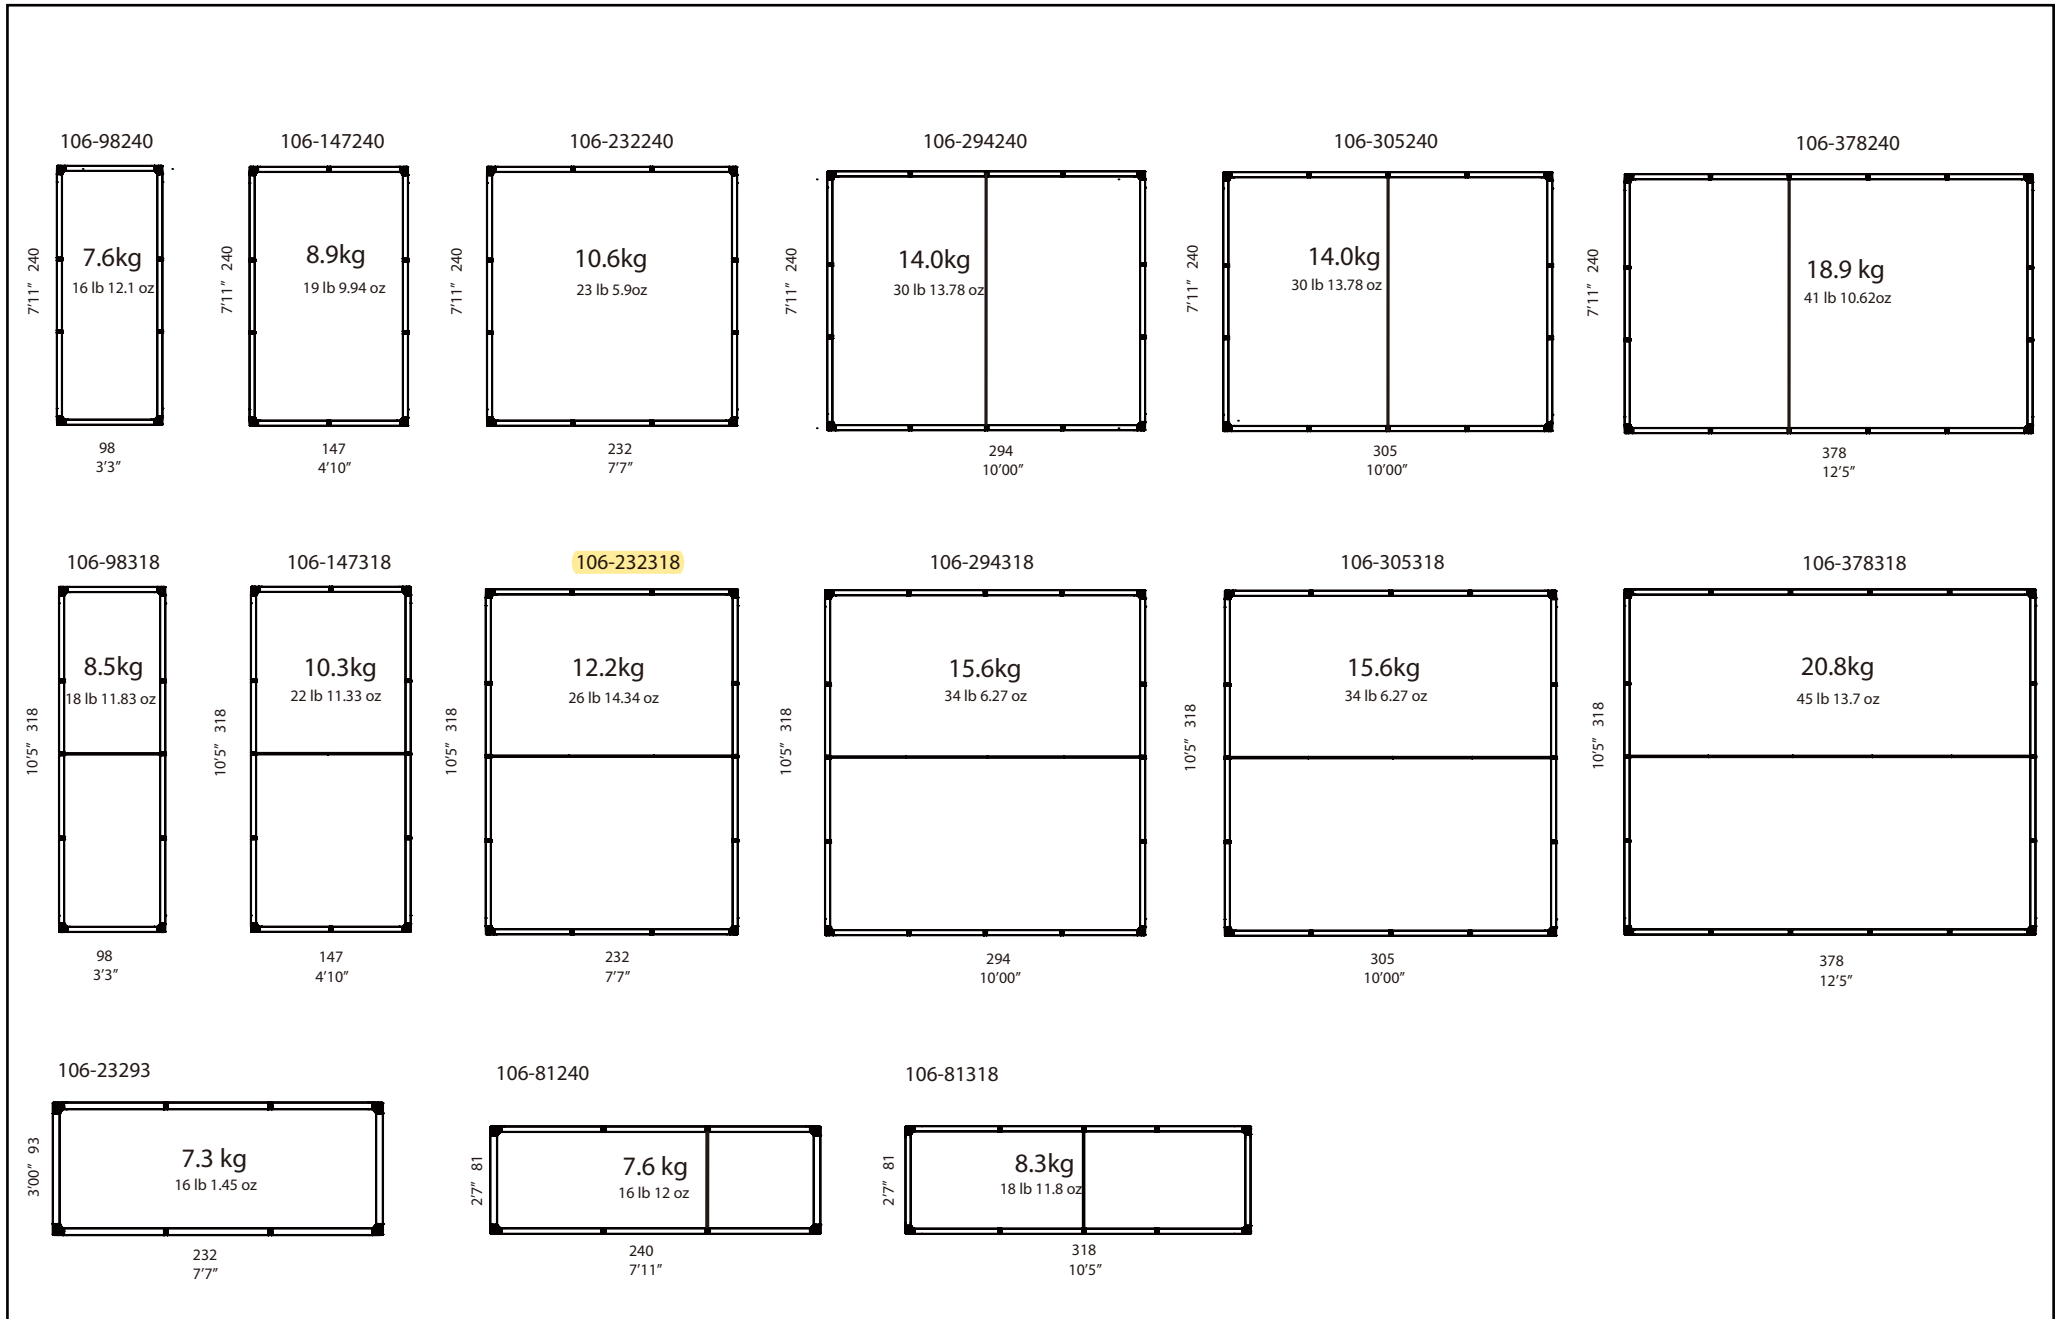 106-98240
7.6kg
16 lb 12.1 oz
7'11" 240
98
3'3"
106-147240
8.9kg
19 lb 9.94 oz
7'11" 240
147
4'10"
106-232240
10.6kg
23 lb 5.9oz
7'11" 240
232
7'7"
106-294240
14.0kg
30 lb 13.78 oz
7'11" 240
294
10'00"
106-305240
14.0kg
30 lb 13.78 oz
7'11" 240
305
10'00"
106-378240
18.9 kg
41 lb 10.62oz
7'11" 240
378
12'5"
106-98318
8.5kg
18 lb 11.83 oz
10'5" 318
98
3'3"
106-147318
10.3kg
22 lb 11.33 oz
10'5" 318
147
4'10"
106-232318
12.2kg
26 lb 14.34 oz
10'5" 318
232
7'7"
106-294318
15.6kg
34 lb 6.27 oz
10'5" 318
294
10'00"
106-305318
15.6kg
34 lb 6.27 oz
10'5" 318
305
10'00"
106-378318
20.8kg
45 lb 13.7 oz
10'5" 318
378
12'5"
106-23293
7.3 kg
16 lb 1.45 oz
3'00" 93
232
7'7"
106-81240
7.6 kg
16 lb 12 oz
2'7" 81
240
7'11"
106-81318
8.3kg
18 lb 11.8 oz
2'7" 81
318
10'5"